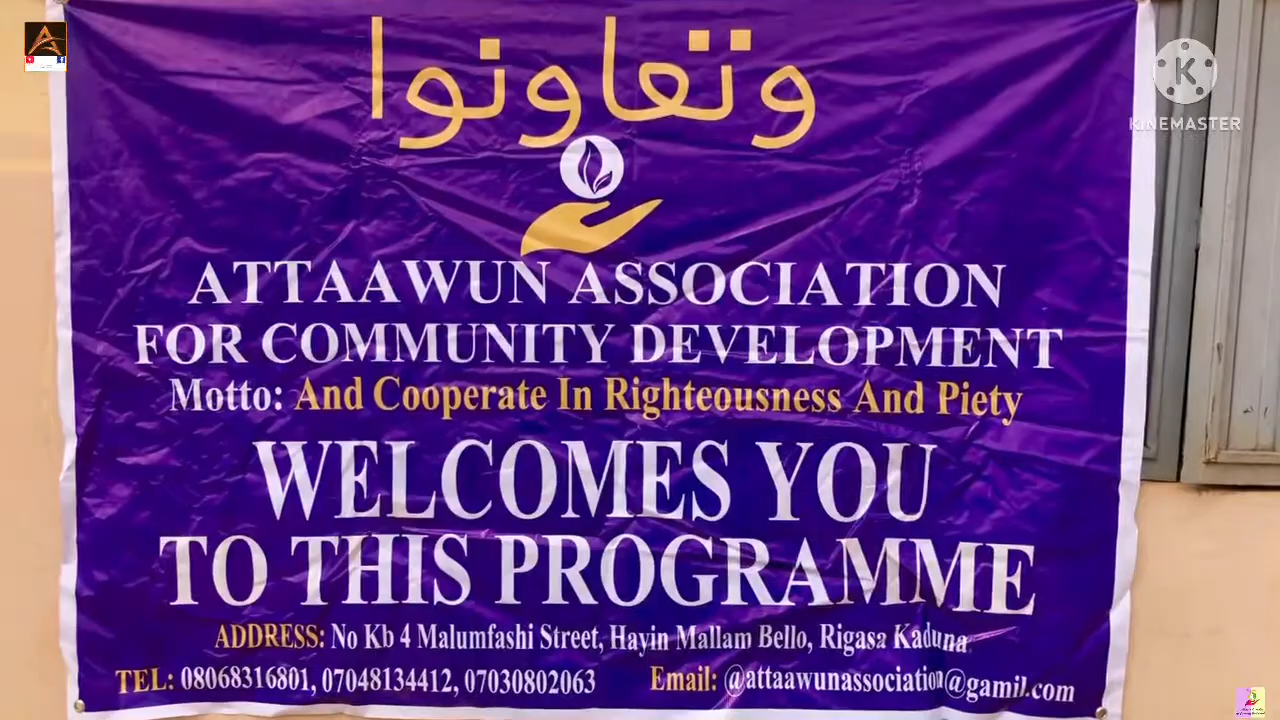 وتعاونوا
ATTAAWUN ASSOCIATION
FOR COMMUNITY DEVELOPMENT
Motto: And Cooperate In Righteousness And Piety
WELCOMES YOU
TO THIS PROGRAMME
ADDRESS: No Kb 4 Malumfashi Street, Hayin Mallam Bello, Rigasa Kaduna
TEL: 08068316801, 07048134412, 07030802063 Email: @attaawunassociation@gamil.com
K
KINEMASTER